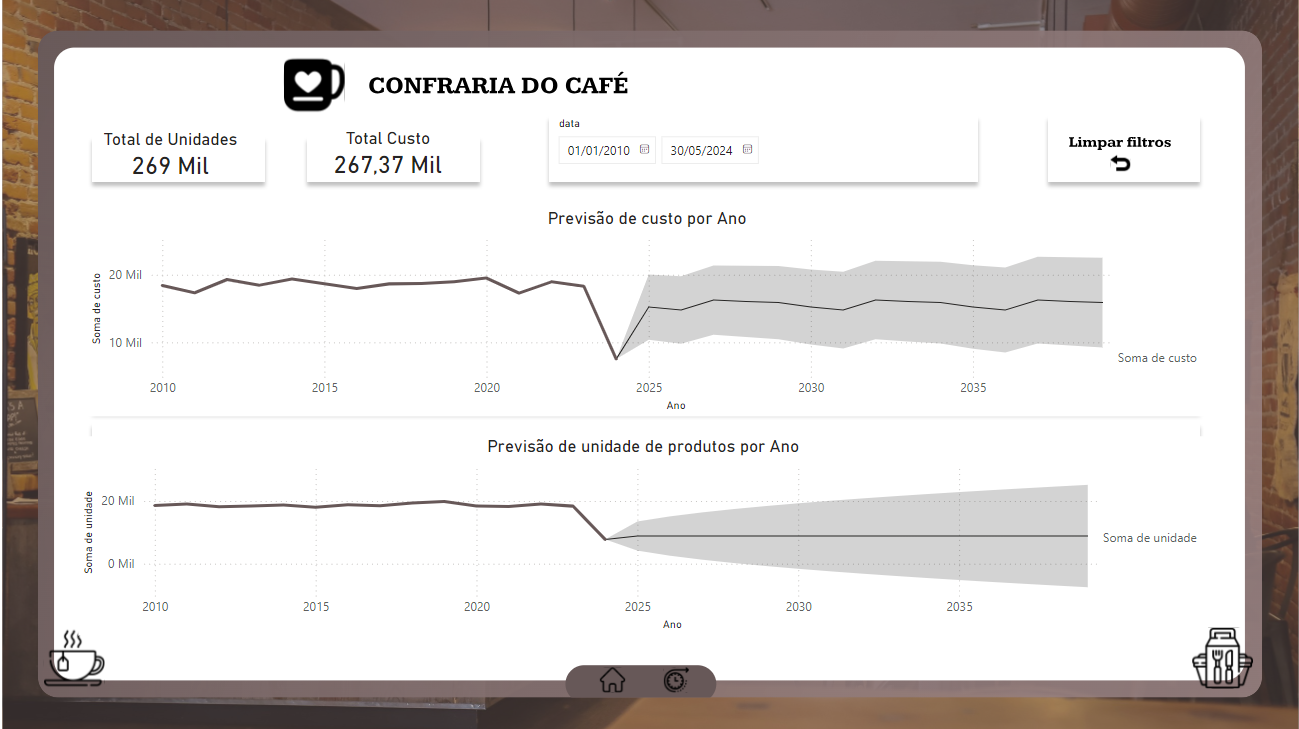 CONFRARIA DO CAFÉ
Total de Unidades
269 Mil
Total Custo
267,37 Mil
data
01/01/2010
30/05/2024
Limpar filtros
Previsão de custo por Ano
Soma de custo
20 Mil
10 Mil
2010
2015
2020
2025
2030
2035
Ano
Soma de custo
Previsão de unidade de produtos por Ano
Soma de unidade
20 Mil
0 Mil
2010
2015
2020
2025
2030
2035
Ano
Soma de unidade